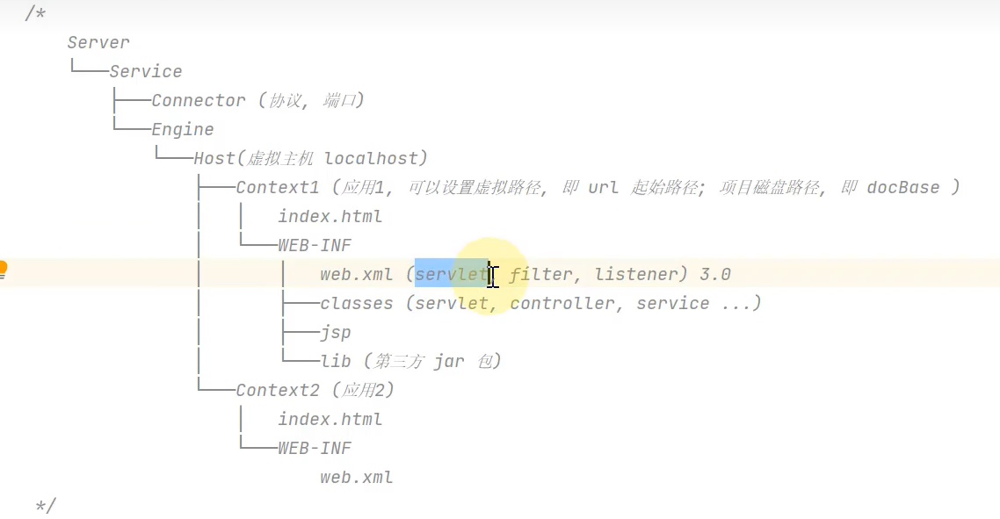 /*
Server
└───Service
├───Connector (协议, 端口)
└───Engine
└───Host(虚拟主机 localhost)
├───Context1 (应用1, 可以设置虚拟路径, 即 url 起始路径; 项目磁盘路径, 即 docBase )
│ │ index.html
│ └───WEB-INF
│ │ web.xml (servlet, filter, listener) 3.0
│ ├───classes (servlet, controller, service ...)
│ ├───jsp
│ └───lib (第三方 jar 包)
└───Context2 (应用2)
│ index.html
└───WEB-INF
web.xml
*/